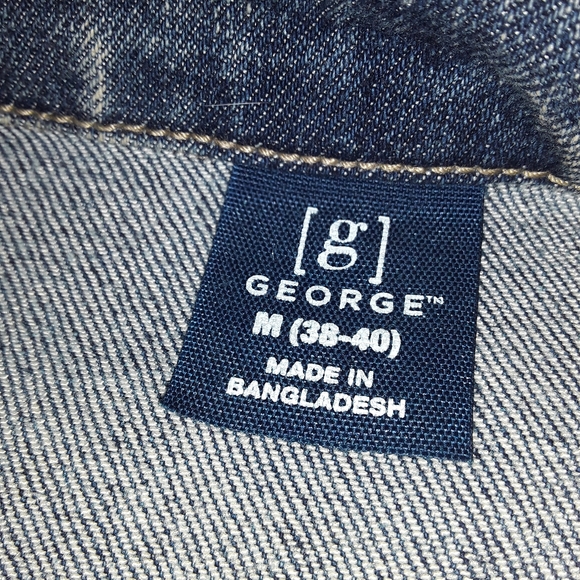 [g]
GEORGE™
M (38-40)
MADE IN
BANGLADESH